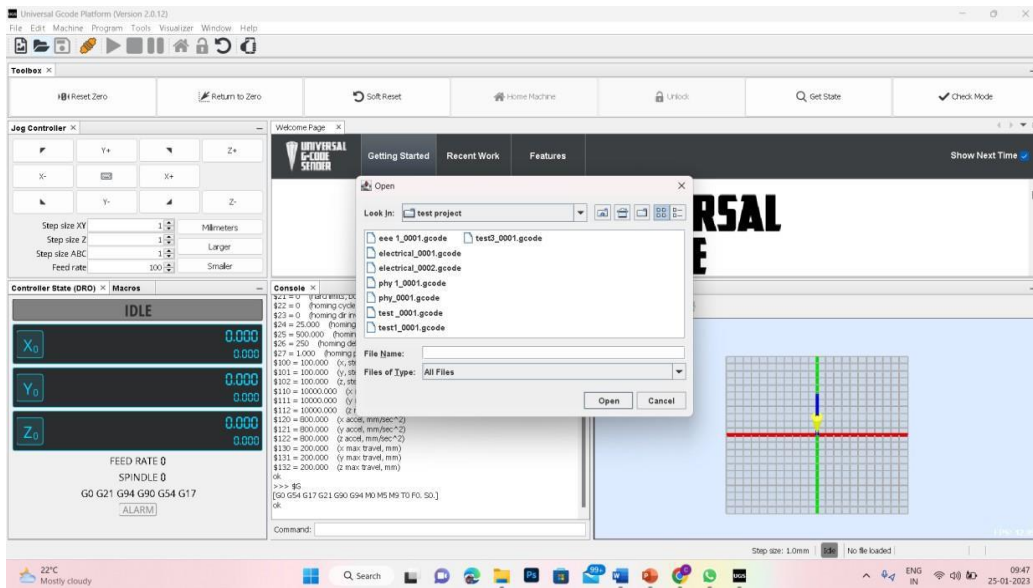 Universal Gcode Platform (Version 2.0.12)
File Edit Machine Program Tools Visualizer Window Help
Toolbox ×
Reset Zero
Return to Zero
Soft Reset
Home Machine
Unlock
Get State
Check Mode
Jog Controller ×
Welcome Page ×
Y+
Z+
X-
X+
Y-
Z-
Step size XY 1 Milimeters
Step size Z 1
Step size ABC 1 Larger
Feed rate 100 Smaller
UNIVERSAL
G-CODE
SENDER
Getting Started Recent Work Features
Show Next Time
RSAL
Open
Look In: test project
eee 1_0001.gcode test3_0001.gcode
electrical_0001.gcode
electrical_0002.gcode
phy 1_0001.gcode
phy_0001.gcode
test _0001.gcode
test1_0001.gcode
File Name:
Files of Type: All Files
Open Cancel
Controller State (DRO) × Macros
IDLE
X0 0.000
0.000
Y0 0.000
0.000
Z0 0.000
0.000
FEED RATE 0
SPINDLE 0
G0 G21 G94 G90 G54 G17
ALARM
Console ×
$22 = 0 (homing cycle
$23 = 0 (homing dir in
$24 = 25.000 (homing
$25 = 500.000 (homin
$26 = 250 (homing de
$27 = 1.000 (homing p
$100 = 100.000 (x, st
$101 = 100.000 (y, st
$102 = 100.000 (z, ste
$110 = 10000.000 (x
$111 = 10000.000 (y
$112 = 10000.000 (z
$120 = 800.000 (x accel, mm/sec^2)
$121 = 800.000 (y accel, mm/sec^2)
$122 = 800.000 (z accel, mm/sec^2)
$130 = 200.000 (x max travel, mm)
$131 = 200.000 (y max travel, mm)
$132 = 200.000 (z max travel, mm)
ok
>>> $G
[G0 G54 G17 G21 G90 G94 M0 M5 M9 T0 F0. S0.]
ok
Command:
Step size: 1.0mm Idle No file loaded
22°C
Mostly cloudy
Search
99+
UGS
ENG
IN
09:47
25-01-2023